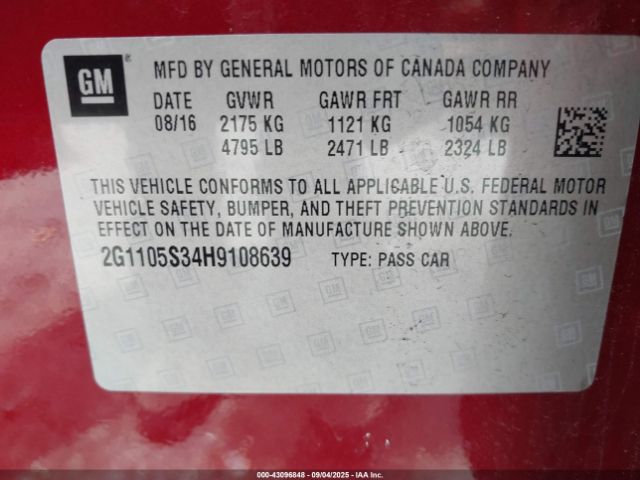 GM
MFD BY GENERAL MOTORS OF CANADA COMPANY
DATE GVWR GAWR FRT GAWR RR
08/16 2175 KG 1121 KG 1054 KG
4795 LB 2471 LB 2324 LB
THIS VEHICLE CONFORMS TO ALL APPLICABLE U.S. FEDERAL MOTOR
VEHICLE SAFETY, BUMPER, AND THEFT PREVENTION STANDARDS IN
EFFECT ON THE DATE OF MANUFACTURE SHOWN ABOVE.
2G1105S34H9108639 TYPE: PASS CAR
000-43096848 - 09/04/2025 - IAAI, Inc.